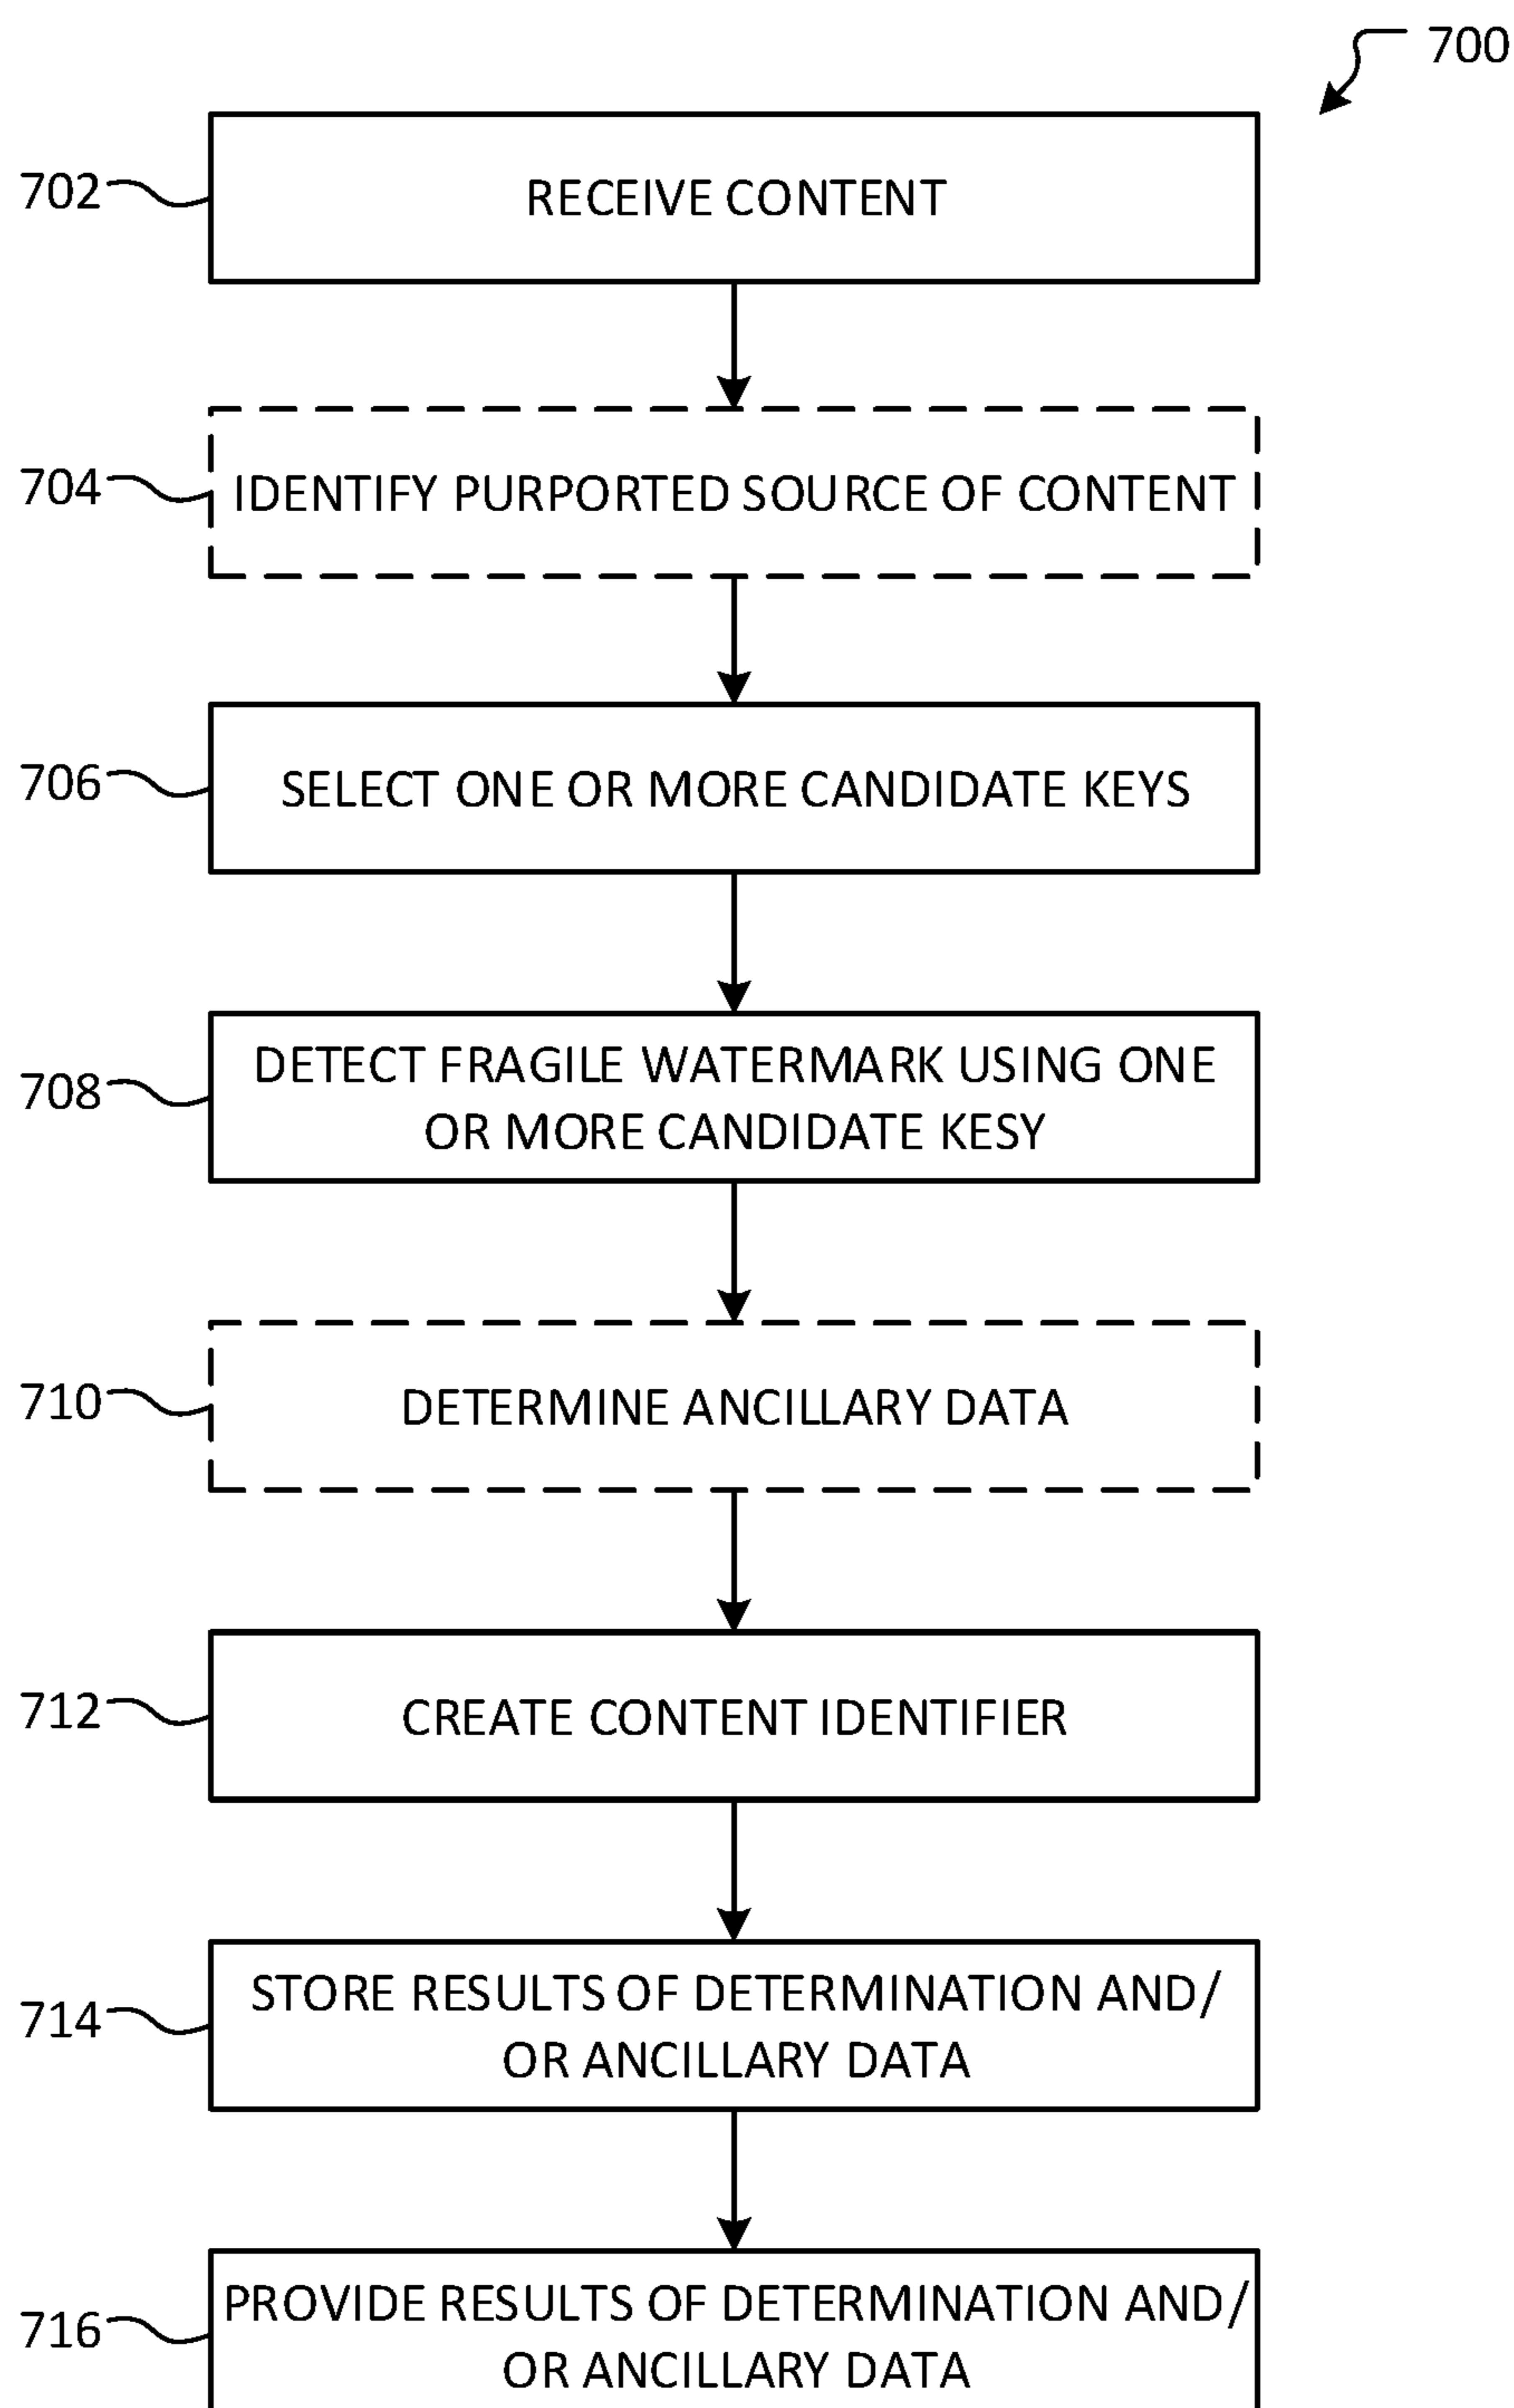 700
702
RECEIVE CONTENT
704
IDENTIFY PURPORTED SOURCE OF CONTENT
706
SELECT ONE OR MORE CANDIDATE KEYS
708
DETECT FRAGILE WATERMARK USING ONE
OR MORE CANDIDATE KESY
710
DETERMINE ANCILLARY DATA
712
CREATE CONTENT IDENTIFIER
714
STORE RESULTS OF DETERMINATION AND/
OR ANCILLARY DATA
716
PROVIDE RESULTS OF DETERMINATION AND/
OR ANCILLARY DATA